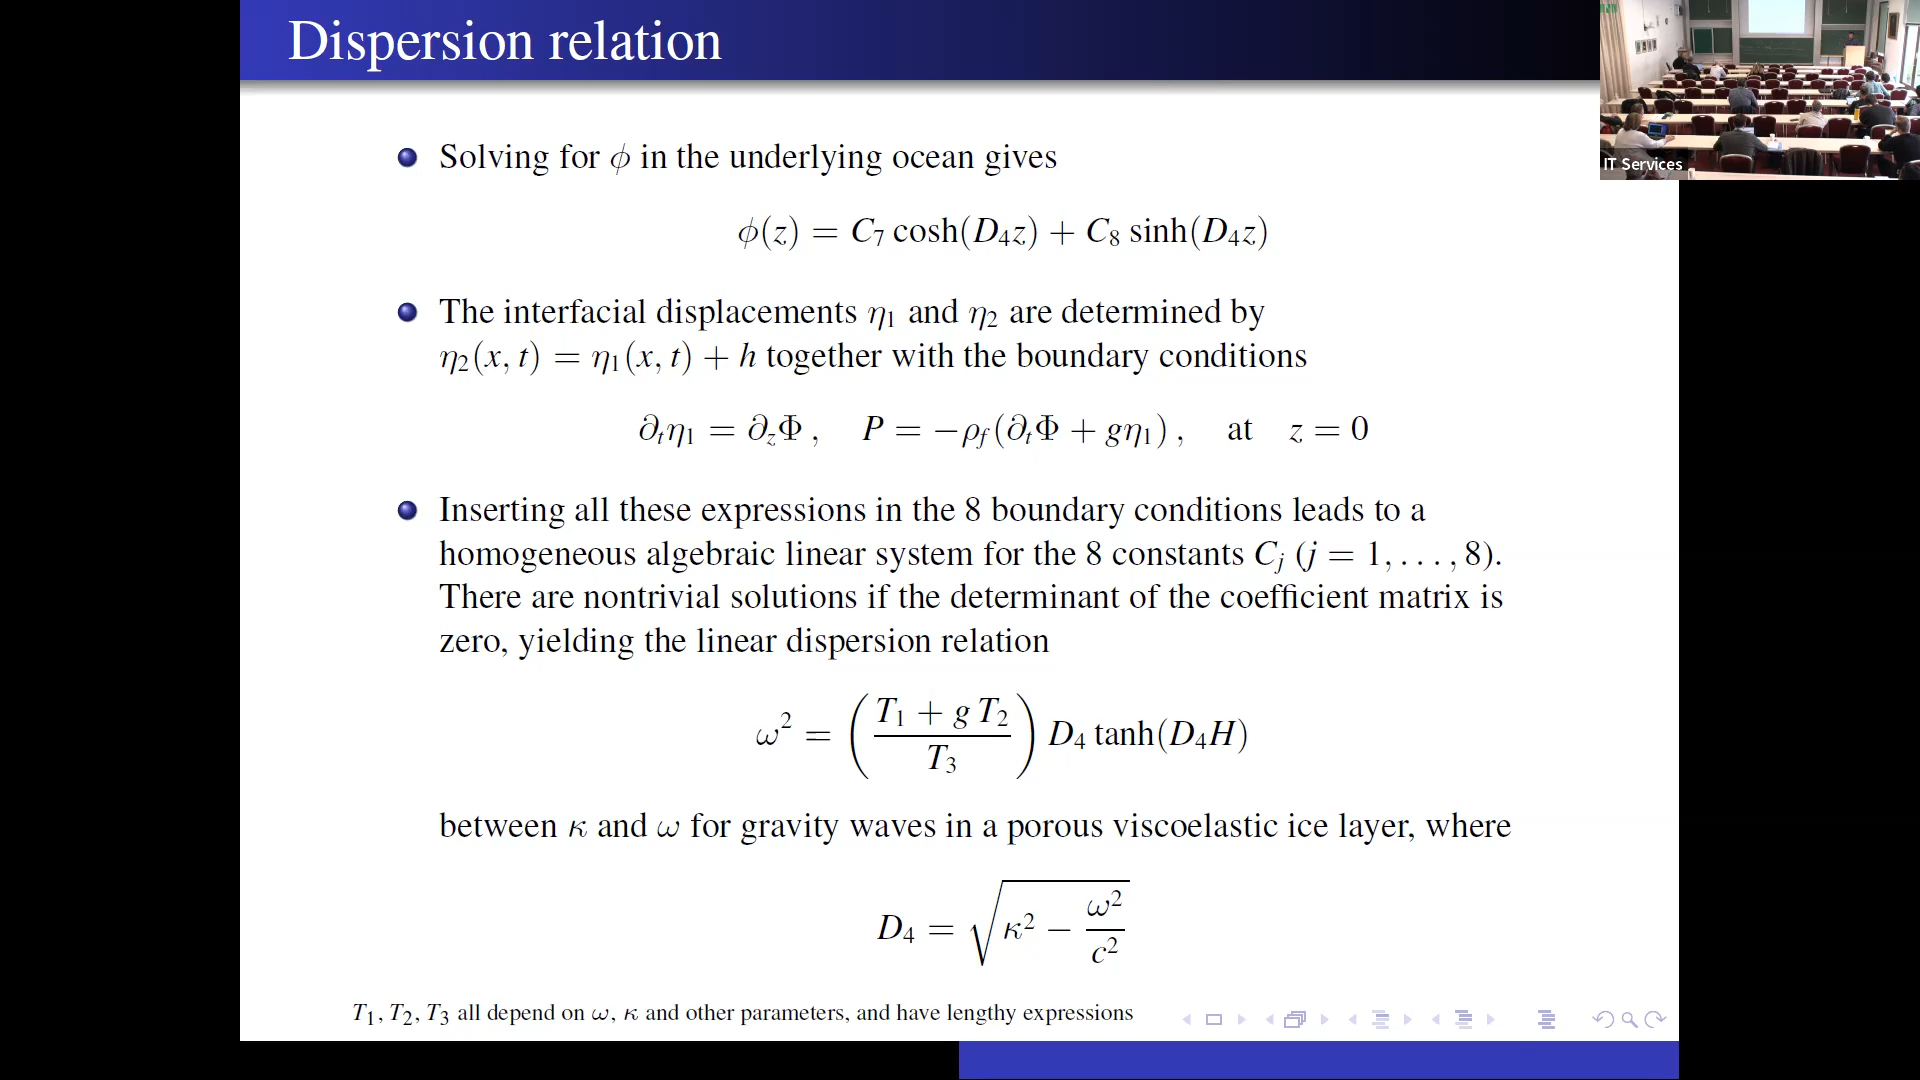 Dispersion relation
Solving for ϕ in the underlying ocean gives
ϕ(z) = C₇ cosh(D₄z) + C₈ sinh(D₄z)
The interfacial displacements η₁ and η₂ are determined by
η₂(x, t) = η₁(x, t) + h together with the boundary conditions
∂ₜη₁ = ∂_zΦ , P = −ρ_f(∂ₜΦ + gη₁) , at z = 0
Inserting all these expressions in the 8 boundary conditions leads to a
homogeneous algebraic linear system for the 8 constants Cⱼ (j = 1, . . . , 8).
There are nontrivial solutions if the determinant of the coefficient matrix is
zero, yielding the linear dispersion relation
ω² = ( (T₁ + g T₂) / T₃ ) D₄ tanh(D₄H)
between κ and ω for gravity waves in a porous viscoelastic ice layer, where
D₄ = √(κ² − ω²/c²)
T₁, T₂, T₃ all depend on ω, κ and other parameters, and have lengthy expressions
IT Services